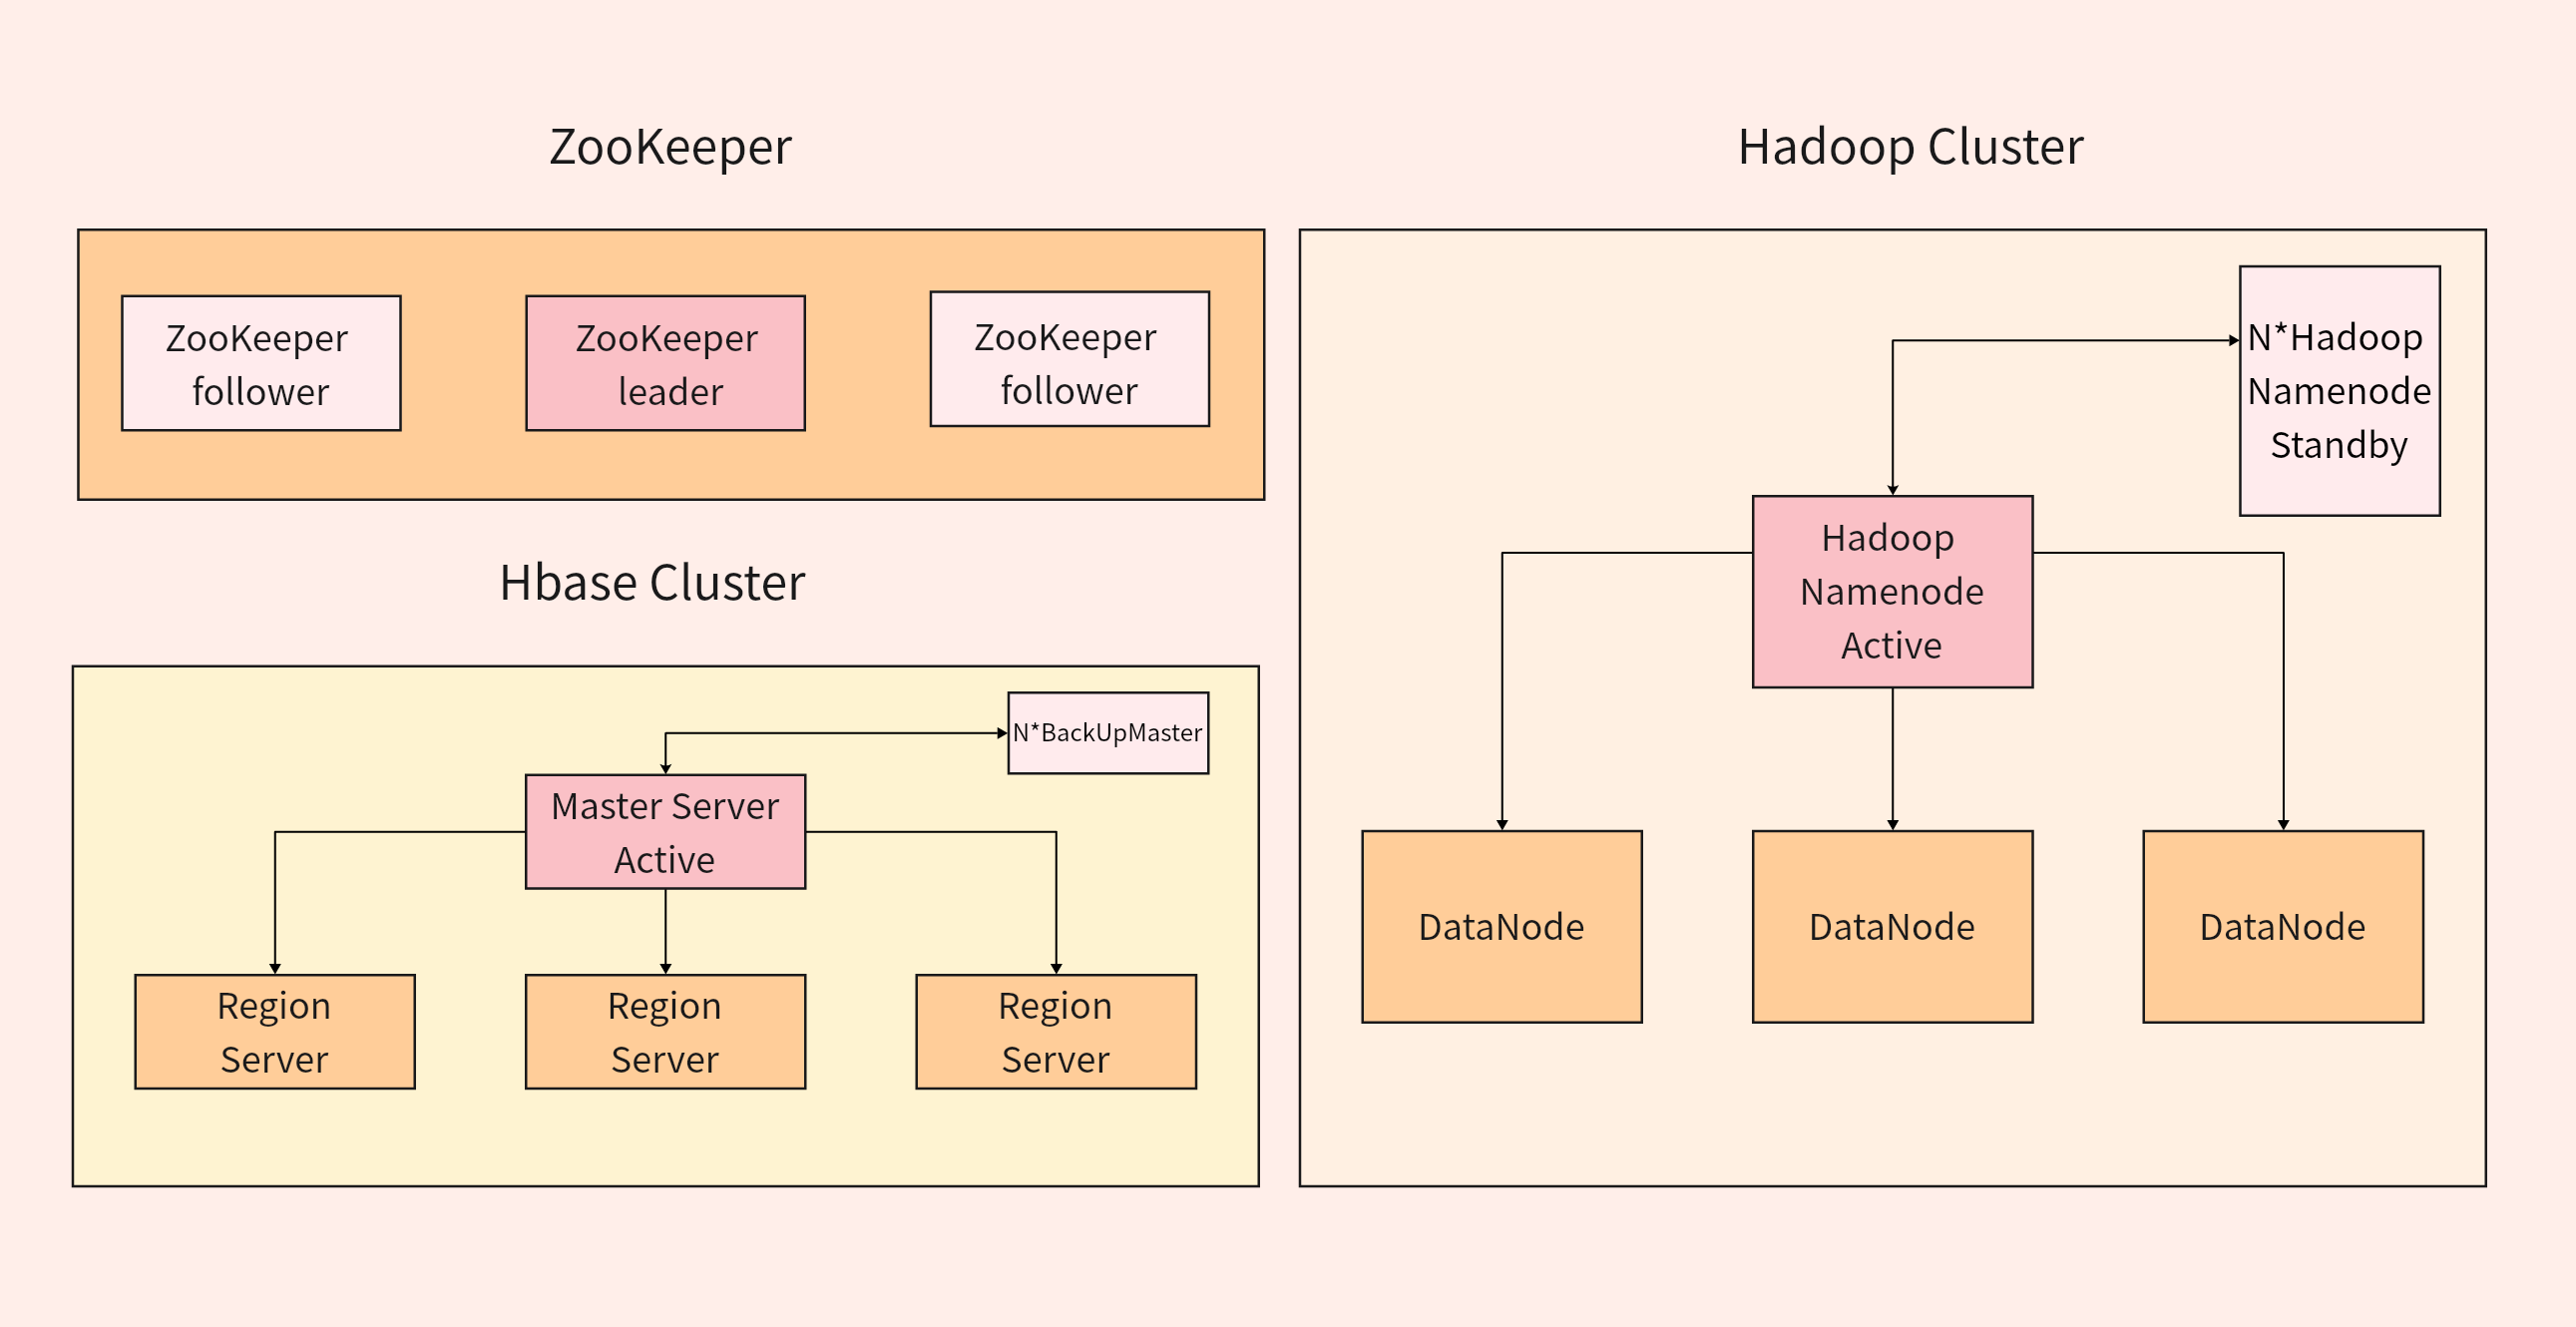 ZooKeeper
ZooKeeper
follower
ZooKeeper
leader
ZooKeeper
follower
Hbase Cluster
N*BackUpMaster
Master Server
Active
Region
Server
Region
Server
Region
Server
Hadoop Cluster
N*Hadoop
Namenode
Standby
Hadoop
Namenode
Active
DataNode
DataNode
DataNode